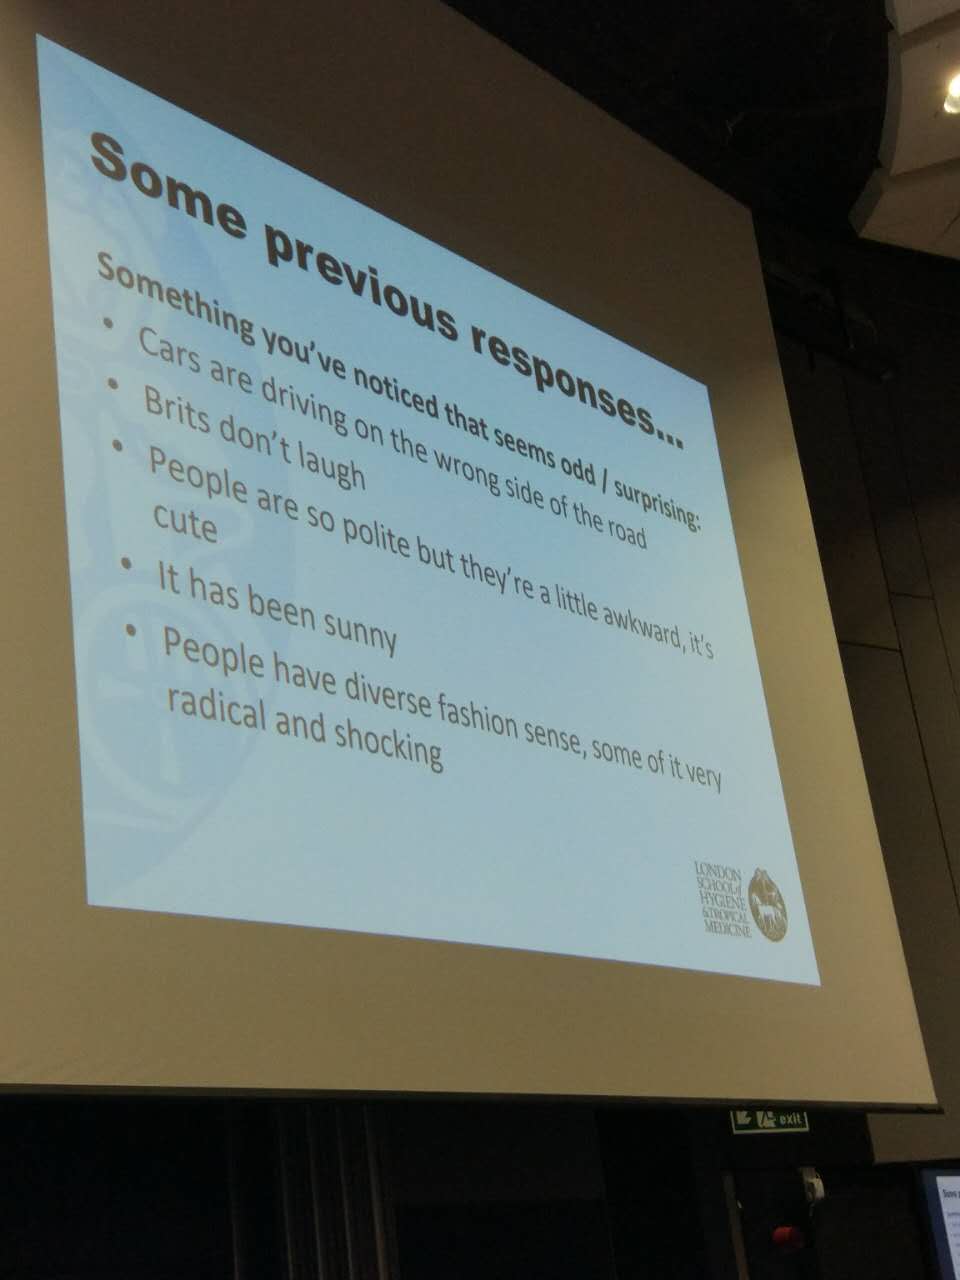 Some previous responses...
Something you've noticed that seems odd / surprising:
• Cars are driving on the wrong side of the road
• Brits don't laugh
• People are so polite but they're a little awkward, it's
cute
• It has been sunny
• People have diverse fashion sense, some of it very
radical and shocking
LONDON
SCHOOL of
HYGIENE
& TROPICAL
MEDICINE
exit